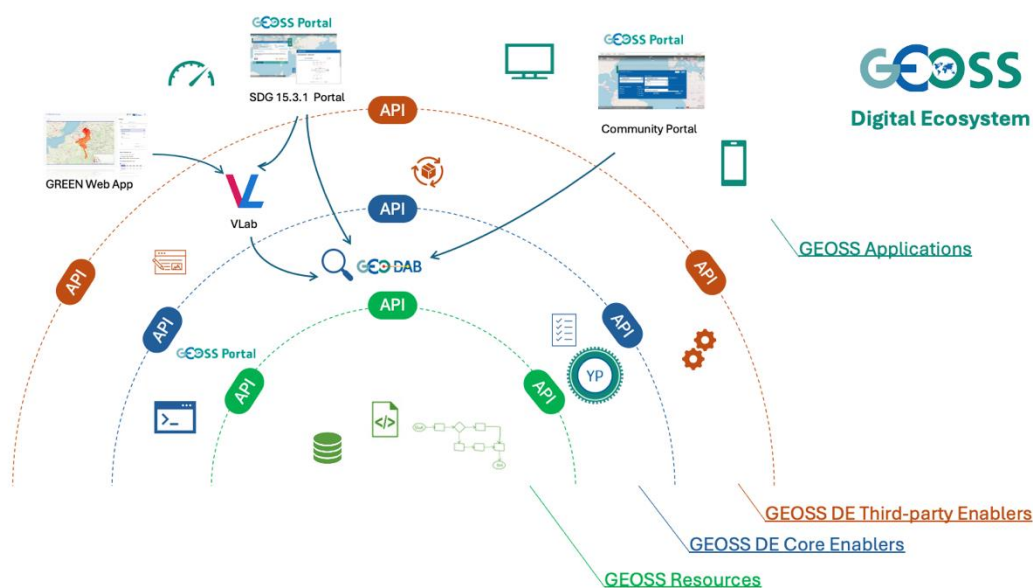 GEOSS Portal
SDG 15.3.1 Portal
GEOSS Portal
Community Portal
GEOSS
Digital Ecosystem
GREEN Web App
API
VL
VLab
API
GEO DAB
API
API
API
API
API
API
API
GEOSS Portal
YP
</>
>_
GEOSS Applications
GEOSS DE Third-party Enablers
GEOSS DE Core Enablers
GEOSS Resources